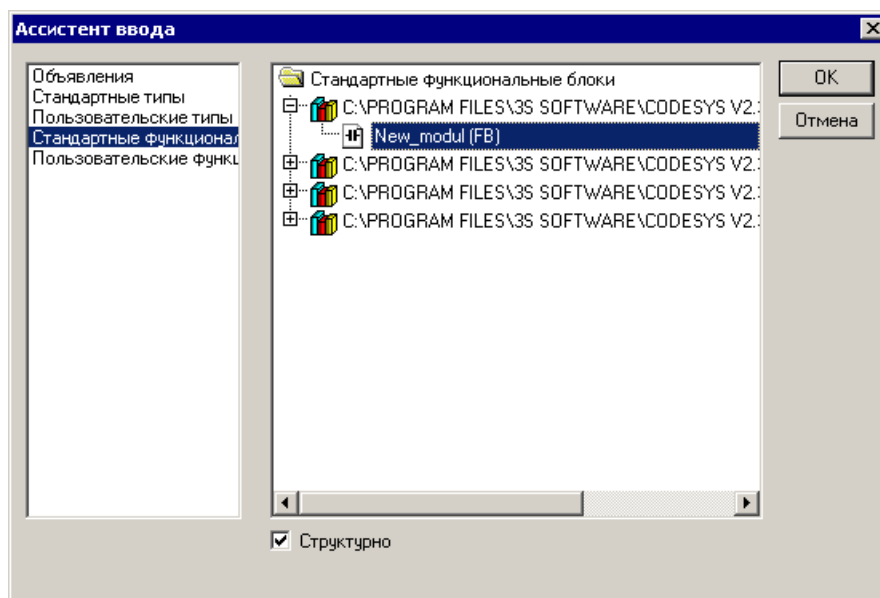 Ассистент ввода
Объявления
Стандартные типы
Пользовательские типы
Стандартные функционал
Пользовательские функц
Стандартные функциональные блоки
C:\PROGRAM FILES\3S SOFTWARE\CODESYS V2.
New_modul (FB)
C:\PROGRAM FILES\3S SOFTWARE\CODESYS V2.
C:\PROGRAM FILES\3S SOFTWARE\CODESYS V2.
C:\PROGRAM FILES\3S SOFTWARE\CODESYS V2.
OK
Отмена
Структурно